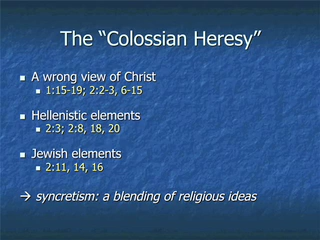 The “Colossian Heresy”
■ A wrong view of Christ
■ 1:15-19; 2:2-3, 6-15
■ Hellenistic elements
■ 2:3; 2:8, 18, 20
■ Jewish elements
■ 2:11, 14, 16
→ syncretism: a blending of religious ideas